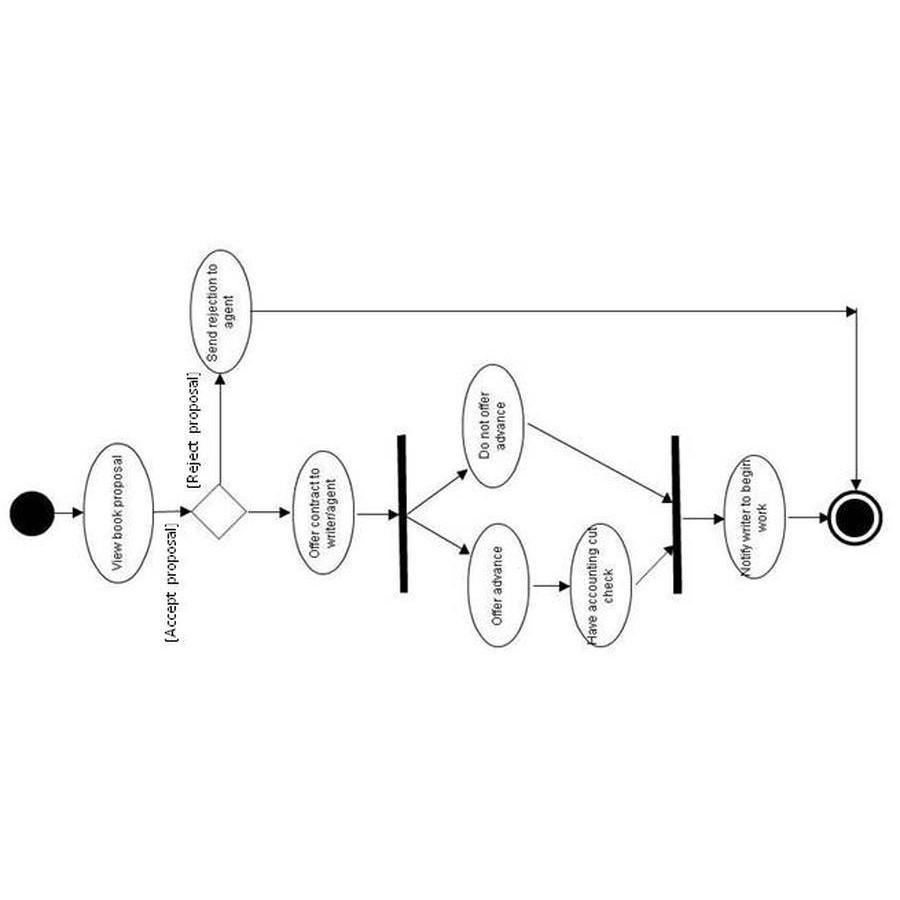 View book proposal
[Accept proposal]
[Reject proposal]
Send rejection to
agent
Offer contract to
writer/agent
Do not offer
advance
Offer advance
Have accounting cut
check
Notify writer to begin
work